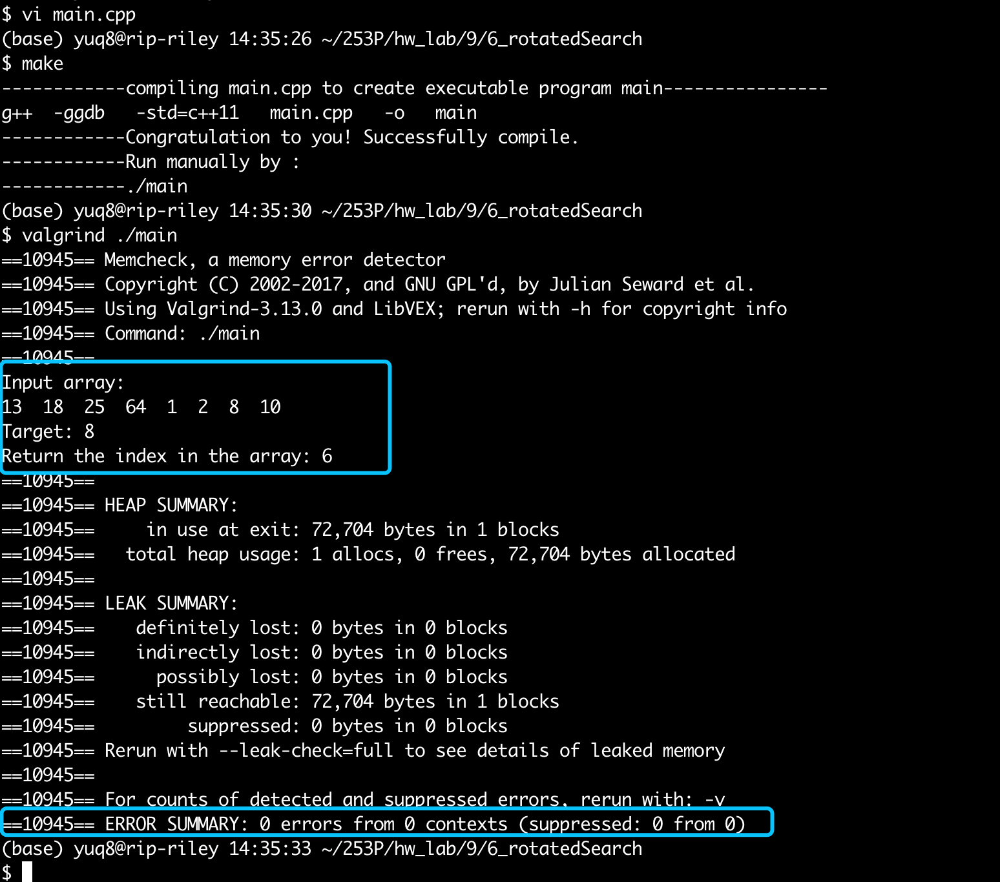 $ vi main.cpp
(base) yuq8@rip-riley 14:35:26 ~/253P/hw_lab/9/6_rotatedSearch
$ make
------------compiling main.cpp to create executable program main----------------
g++  -ggdb   -std=c++11   main.cpp   -o   main
------------Congratulation to you! Successfully compile.
------------Run manually by :
------------./main
(base) yuq8@rip-riley 14:35:30 ~/253P/hw_lab/9/6_rotatedSearch
$ valgrind ./main
==10945== Memcheck, a memory error detector
==10945== Copyright (C) 2002-2017, and GNU GPL'd, by Julian Seward et al.
==10945== Using Valgrind-3.13.0 and LibVEX; rerun with -h for copyright info
==10945== Command: ./main
==10945==
Input array:
13  18  25  64  1  2  8  10
Target: 8
Return the index in the array: 6
==10945==
==10945== HEAP SUMMARY:
==10945==     in use at exit: 72,704 bytes in 1 blocks
==10945==   total heap usage: 1 allocs, 0 frees, 72,704 bytes allocated
==10945==
==10945== LEAK SUMMARY:
==10945==    definitely lost: 0 bytes in 0 blocks
==10945==    indirectly lost: 0 bytes in 0 blocks
==10945==      possibly lost: 0 bytes in 0 blocks
==10945==    still reachable: 72,704 bytes in 1 blocks
==10945==         suppressed: 0 bytes in 0 blocks
==10945== Rerun with --leak-check=full to see details of leaked memory
==10945==
==10945== For counts of detected and suppressed errors, rerun with: -v
==10945== ERROR SUMMARY: 0 errors from 0 contexts (suppressed: 0 from 0)
(base) yuq8@rip-riley 14:35:33 ~/253P/hw_lab/9/6_rotatedSearch
$